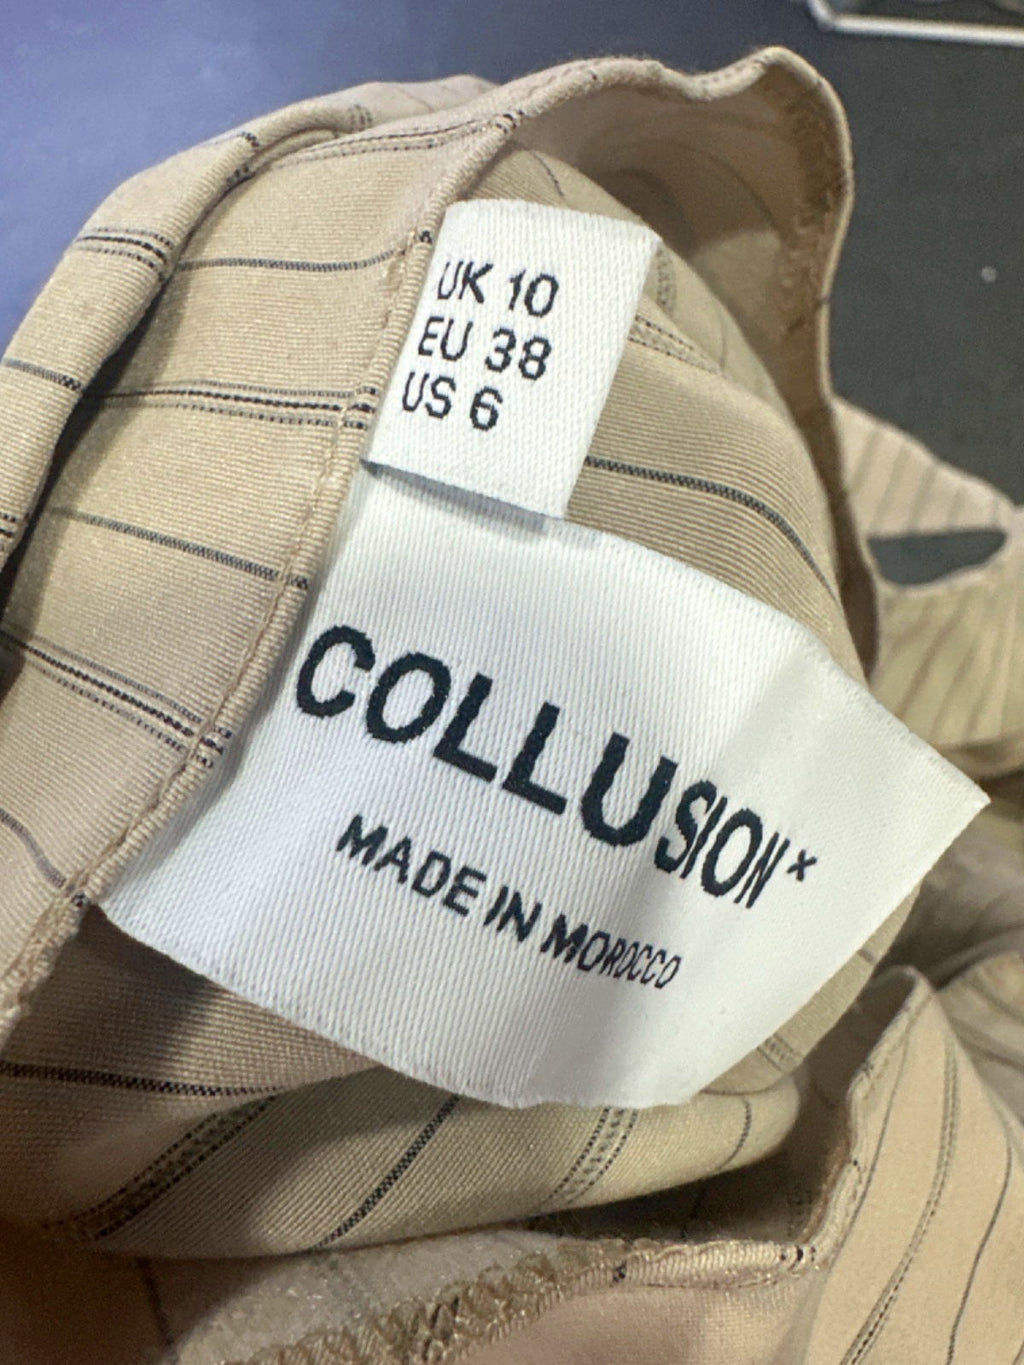 UK 10
EU 38
US 6
COLLUSION×
MADE IN MOROCCO